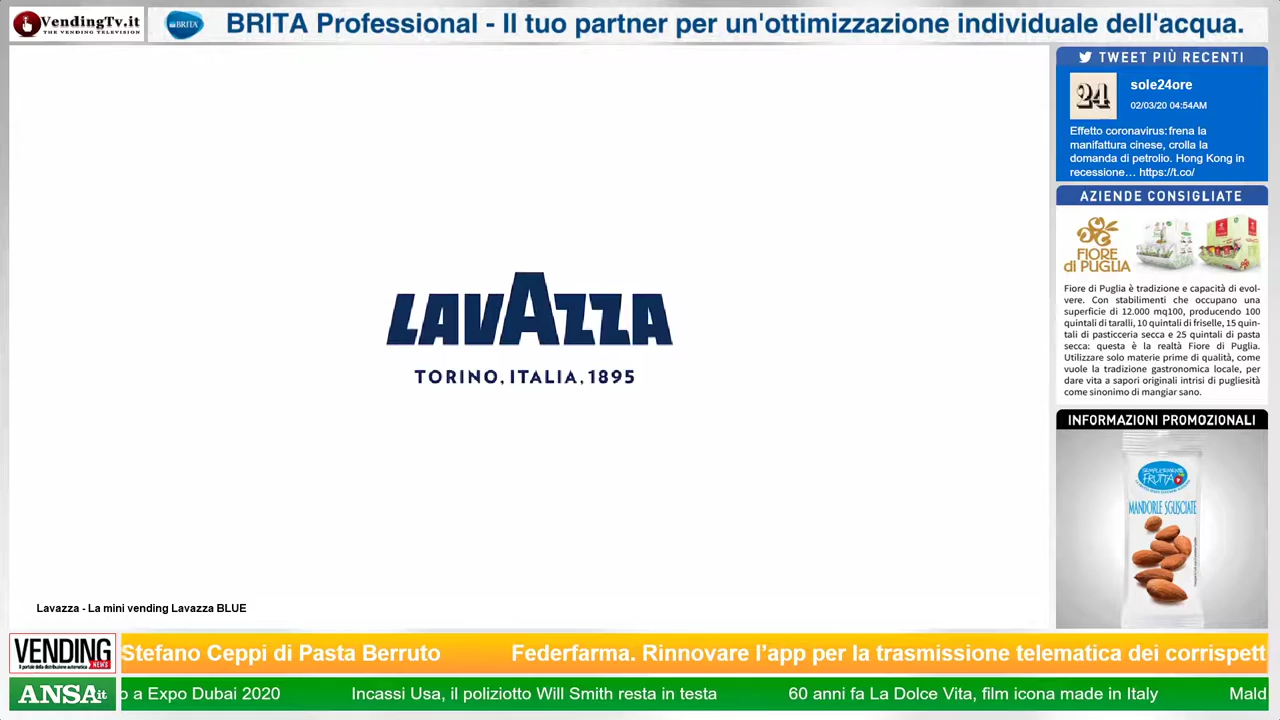 VendingTv.it
THE VENDING TELEVISION
BRITA
BRITA Professional - Il tuo partner per un'ottimizzazione individuale dell'acqua.
TWEET PIÙ RECENTI
24
sole24ore
02/03/20 04:54AM
Effetto coronavirus: frena la
manifattura cinese, crolla la
domanda di petrolio. Hong Kong in
recessione… https://t.co/
AZIENDE CONSIGLIATE
FIORE
di PUGLIA
Fiore di Puglia è tradizione e capacità di evol-
vere. Con stabilimenti che occupano una
superficie di 12.000 mq100, producendo 100
quintali di taralli, 10 quintali di friselle, 15 quin-
tali di pasticceria secca e 25 quintali di pasta
secca: questa è la realtà Fiore di Puglia.
Utilizzare solo materie prime di qualità, come
vuole la tradizione gastronomica locale, per
dare vita a sapori originali intrisi di pugliesità
come sinonimo di mangiar sano.
INFORMAZIONI PROMOZIONALI
SEMPLICEMENTE
FRUTTA
MANDORLE SGUSCIATE
LAVAZZA
TORINO, ITALIA, 1895
Lavazza - La mini vending Lavazza BLUE
VENDING
NEWS
Il portale della distribuzione automatica
Stefano Ceppi di Pasta Berruto Federfarma. Rinnovare l’app per la trasmissione telematica dei corrispett
ANSA.it
o a Expo Dubai 2020 Incassi Usa, il poliziotto Will Smith resta in testa 60 anni fa La Dolce Vita, film icona made in Italy Mald